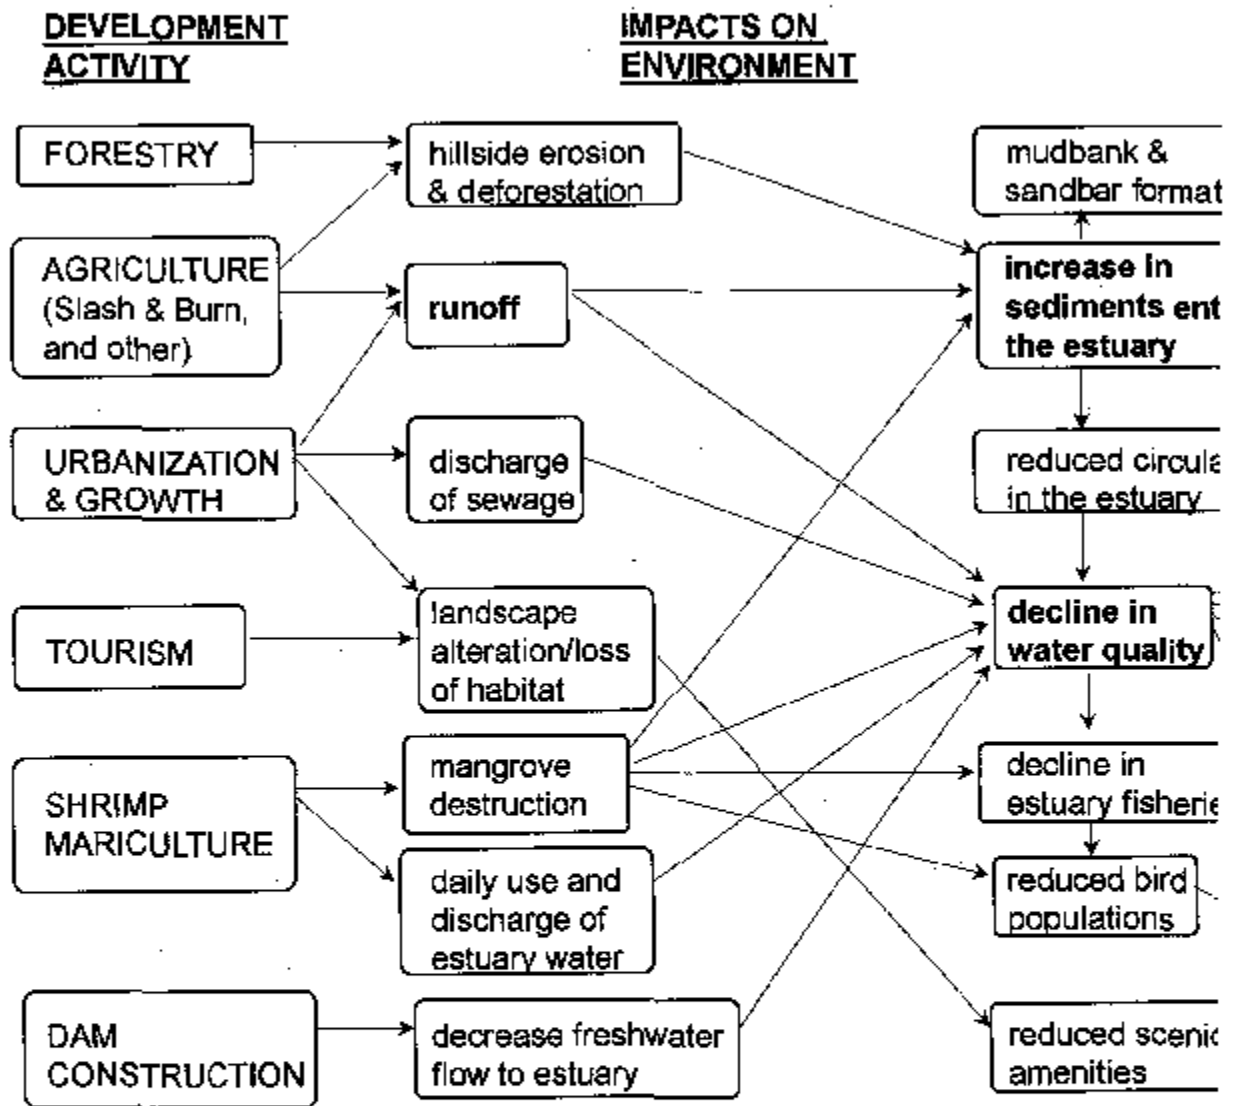 DEVELOPMENT
ACTIVITY
IMPACTS ON
ENVIRONMENT
FORESTRY
AGRICULTURE
(Slash & Burn,
and other)
URBANIZATION
& GROWTH
TOURISM
SHRIMP
MARICULTURE
DAM
CONSTRUCTION
hillside erosion
& deforestation
runoff
discharge
of sewage
landscape
alteration/loss
of habitat
mangrove
destruction
daily use and
discharge of
estuary water
decrease freshwater
flow to estuary
mudbank &
sandbar format
increase in
sediments ent
the estuary
reduced circula
in the estuary
decline in
water quality
decline in
estuary fisherie
reduced bird
populations
reduced scenic
amenities